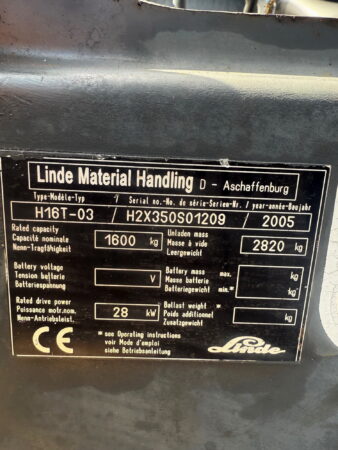 Linde Material Handling D - Aschaffenburg
Type-Modèle-Typ / Serial no.-No. de série-Serien-Nr. / year-année-Baujahr
H16T-03 / H2X350S01209 / 2005
Rated capacity
Capacité nominale 1600 kg
Nenn-Tragfähigkeit
Unladen mass
Masse à vide 2820 kg
Leergewicht
Battery voltage
Tension batterie V
Batteriespannung
Battery mass max. kg
Masse batterie
Batteriegewicht min.* kg
Rated drive power
Puissance motr.nom. 28 kW
Nenn-Antriebsleist.
Ballast weight *
Poids additionnel kg
Zusatzgewicht
CE
* see Operating instructions
voir Mode d'emploi
siehe Betriebsanleitung
Linde